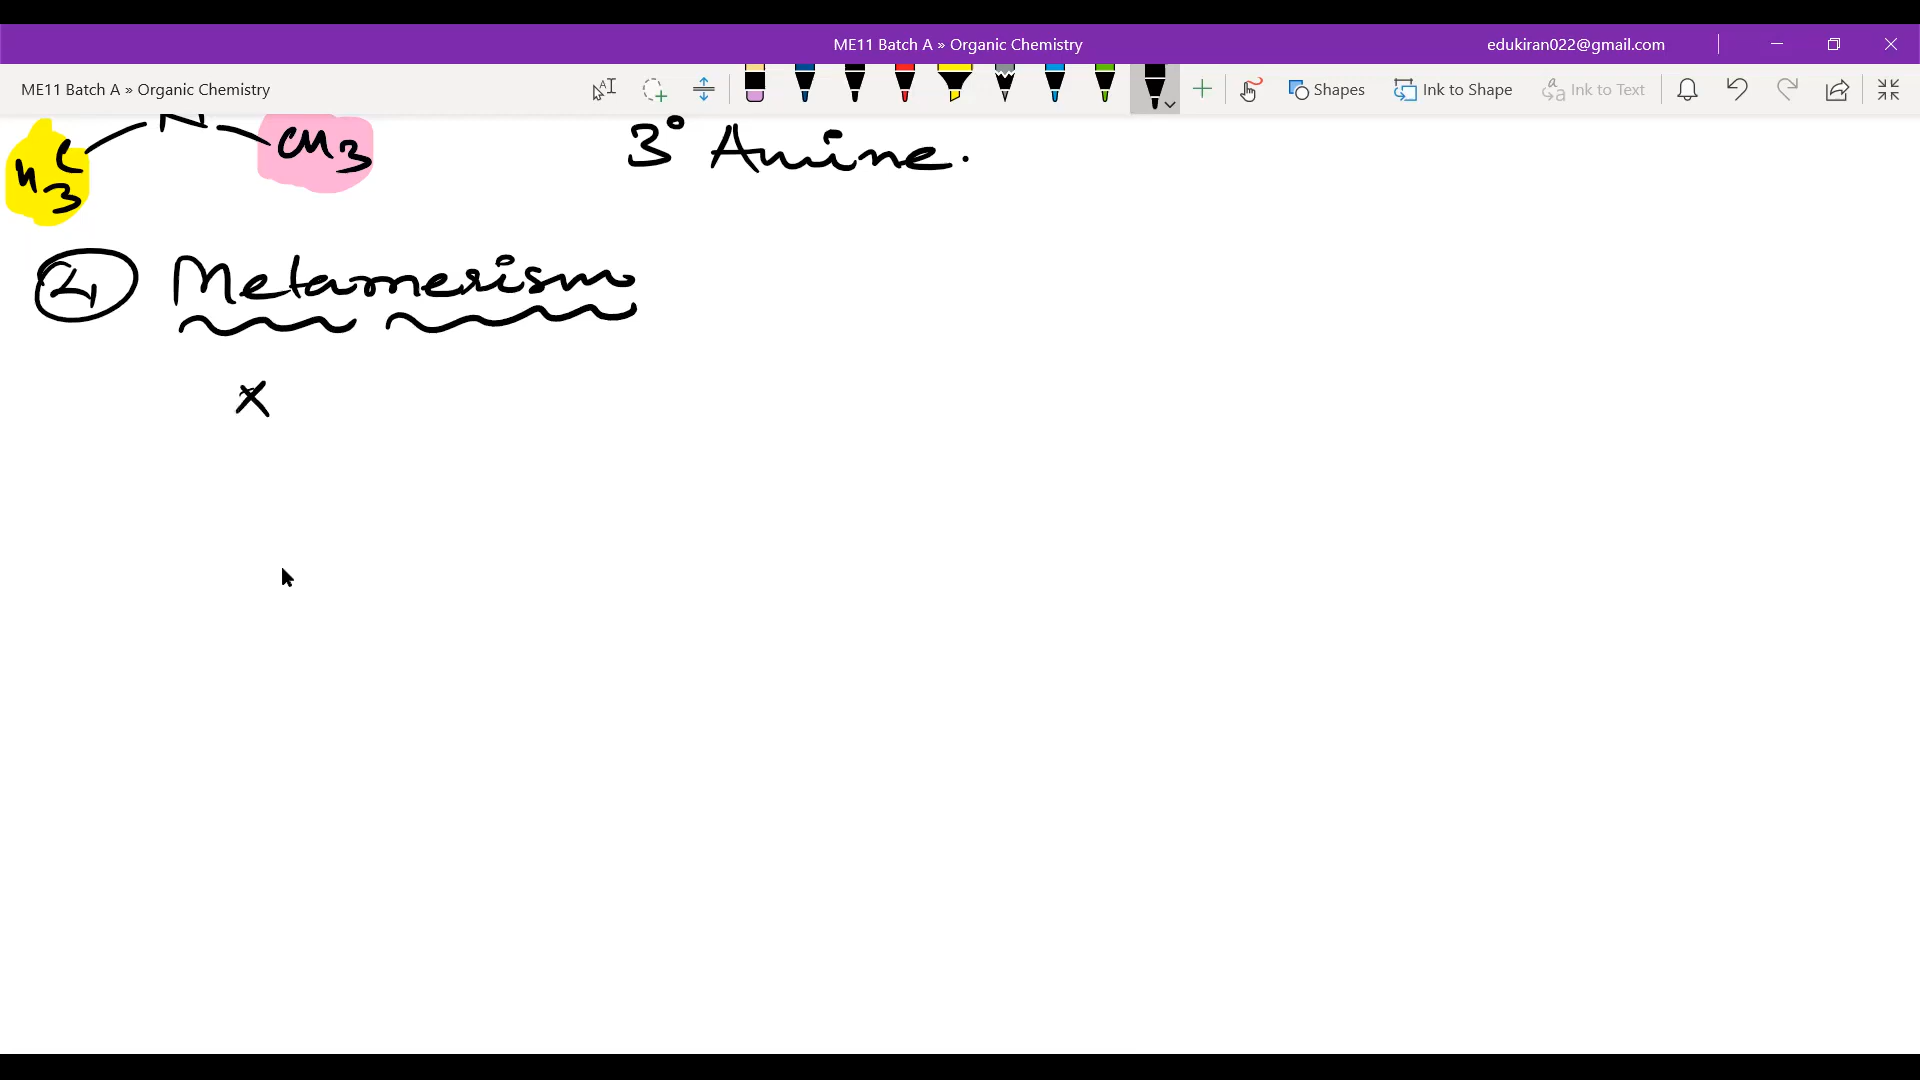 ME11 Batch A » Organic Chemistry edukiran022@gmail.com
ME11 Batch A » Organic Chemistry Shapes Ink to Shape Ink to Text
H3C N CH3 3° Amine.
④ Metamerism
×